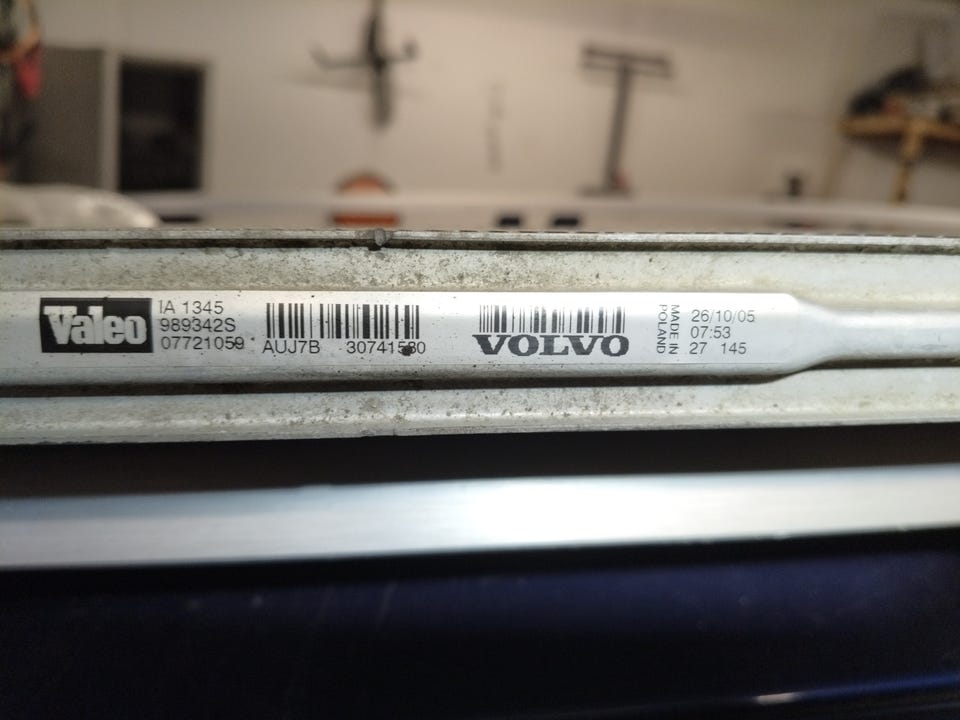 Valeo
IA 1345
989342S
07721059
AUJ7B
VOLVO
MADE IN
POLAND
26/10/05
07:53
27 145